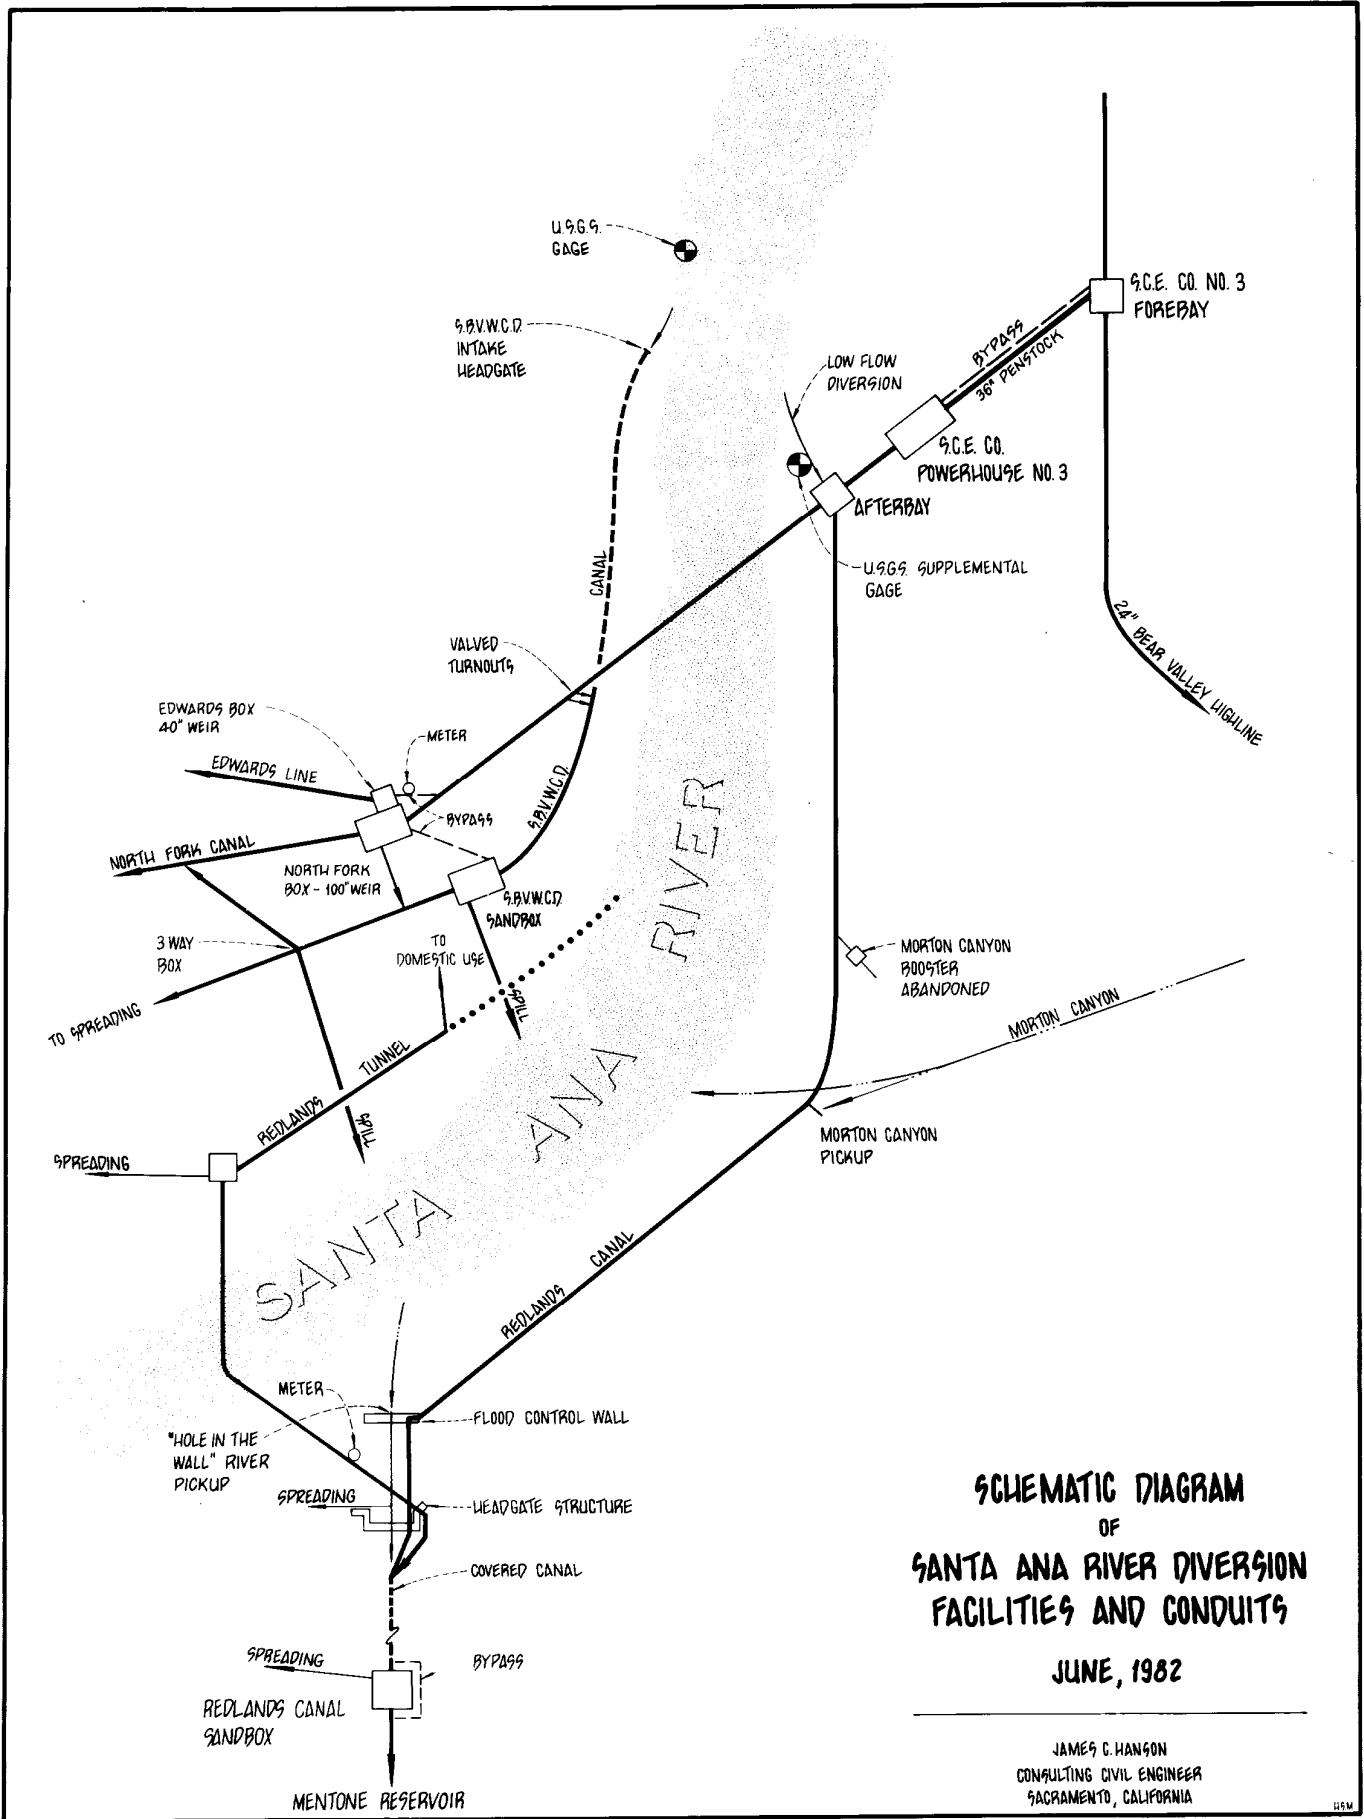 U.S.G.S.
GAGE
S.C.E. CO. NO. 3
FOREBAY
S.B.V.W.C.D.
INTAKE
HEADGATE
BYPASS
36" PENSTOCK
LOW FLOW
DIVERSION
S.C.E. CO.
POWERHOUSE NO. 3
AFTERBAY
CANAL
U.S.G.S. SUPPLEMENTAL
GAGE
24" BEAR VALLEY HIGHLINE
VALVED
TURNOUTS
EDWARDS BOX
40" WEIR
METER
EDWARDS LINE
S.B.V.W.C.D.
BYPASS
NORTH FORK CANAL
NORTH FORK
BOX - 100" WEIR
S.B.V.W.C.D.
SANDBOX
3 WAY
BOX
TO
DOMESTIC USE
MORTON CANYON
BOOSTER
ABANDONED
SPILL
TO SPREADING
MORTON CANYON
REDLANDS TUNNEL
SPILL
MORTON CANYON
PICKUP
SPREADING
SANTA ANA RIVER
REDLANDS CANAL
METER
FLOOD CONTROL WALL
"HOLE IN THE
WALL" RIVER
PICKUP
SPREADING
HEADGATE STRUCTURE
COVERED CANAL
SPREADING
BYPASS
REDLANDS CANAL
SANDBOX
MENTONE RESERVOIR
SCHEMATIC DIAGRAM
OF
SANTA ANA RIVER DIVERSION
FACILITIES AND CONDUITS
JUNE, 1982
JAMES C. HANSON
CONSULTING CIVIL ENGINEER
SACRAMENTO, CALIFORNIA
HSM